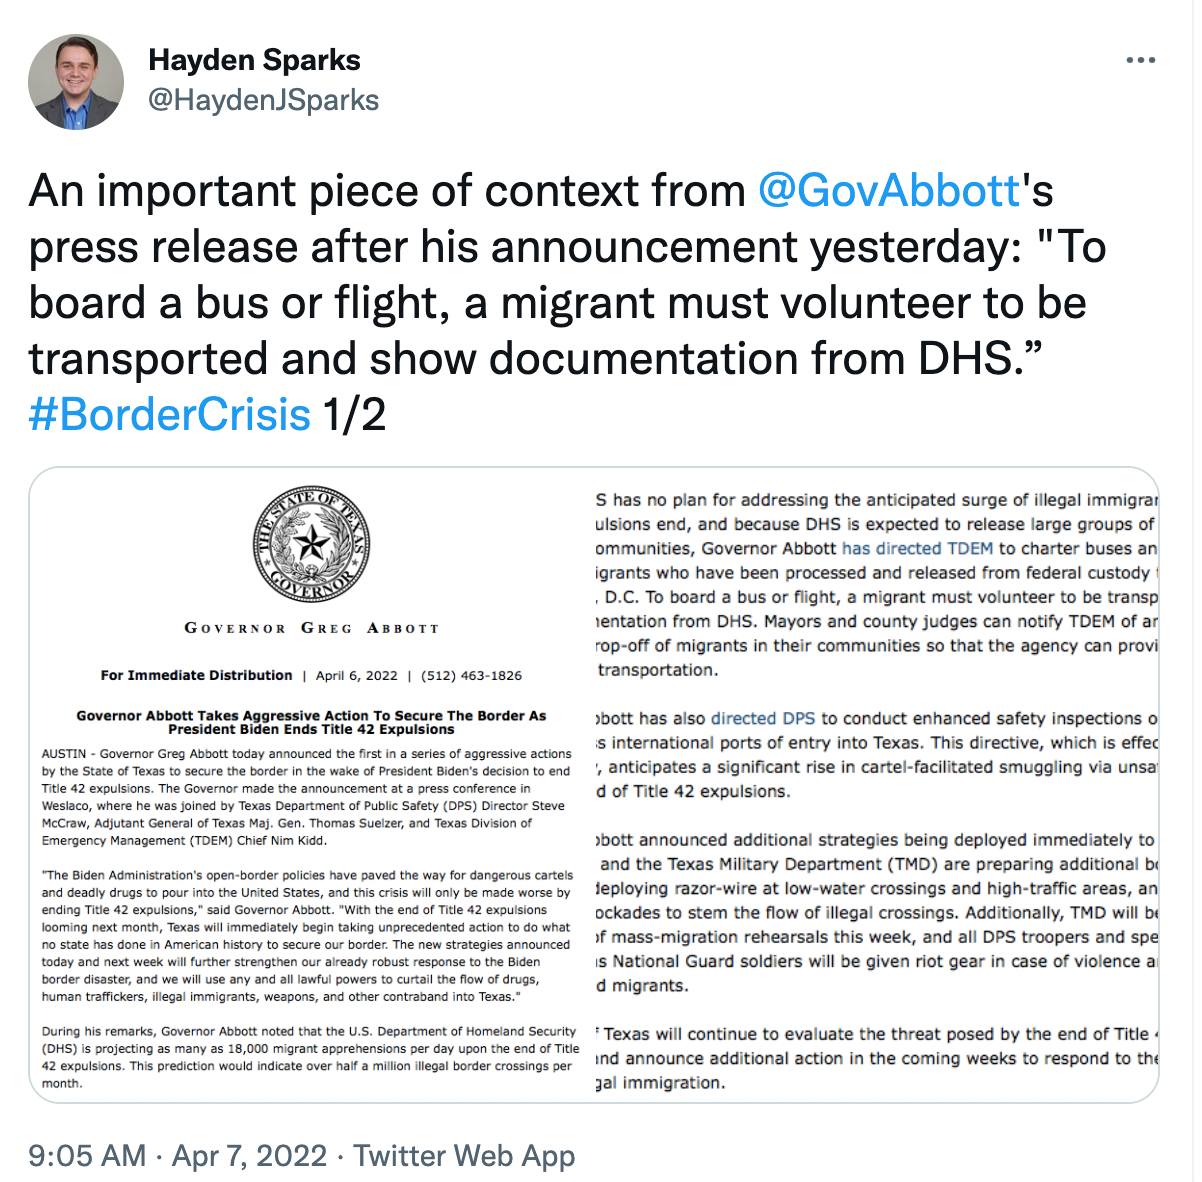 Hayden Sparks
@HaydenJSparks
An important piece of context from @GovAbbott's
press release after his announcement yesterday: "To
board a bus or flight, a migrant must volunteer to be
transported and show documentation from DHS.”
#BorderCrisis 1/2
THE STATE OF TEXAS
GOVERNOR
GOVERNOR GREG ABBOTT
For Immediate Distribution | April 6, 2022 | (512) 463-1826
Governor Abbott Takes Aggressive Action To Secure The Border As
President Biden Ends Title 42 Expulsions
AUSTIN - Governor Greg Abbott today announced the first in a series of aggressive actions
by the State of Texas to secure the border in the wake of President Biden's decision to end
Title 42 expulsions. The Governor made the announcement at a press conference in
Weslaco, where he was joined by Texas Department of Public Safety (DPS) Director Steve
McCraw, Adjutant General of Texas Maj. Gen. Thomas Suelzer, and Texas Division of
Emergency Management (TDEM) Chief Nim Kidd.
"The Biden Administration's open-border policies have paved the way for dangerous cartels
and deadly drugs to pour into the United States, and this crisis will only be made worse by
ending Title 42 expulsions," said Governor Abbott. "With the end of Title 42 expulsions
looming next month, Texas will immediately begin taking unprecedented action to do what
no state has done in American history to secure our border. The new strategies announced
today and next week will further strengthen our already robust response to the Biden
border disaster, and we will use any and all lawful powers to curtail the flow of drugs,
human traffickers, illegal immigrants, weapons, and other contraband into Texas."
During his remarks, Governor Abbott noted that the U.S. Department of Homeland Security
(DHS) is projecting as many as 18,000 migrant apprehensions per day upon the end of Title
42 expulsions. This prediction would indicate over half a million illegal border crossings per
month.
S has no plan for addressing the anticipated surge of illegal immigra
ulsions end, and because DHS is expected to release large groups of
ommunities, Governor Abbott has directed TDEM to charter buses an
igrants who have been processed and released from federal custody
, D.C. To board a bus or flight, a migrant must volunteer to be transp
entation from DHS. Mayors and county judges can notify TDEM of a
rop-off of migrants in their communities so that the agency can provi
transportation.
bbott has also directed DPS to conduct enhanced safety inspections o
s international ports of entry into Texas. This directive, which is effec
, anticipates a significant rise in cartel-facilitated smuggling via unsa
d of Title 42 expulsions.
bbott announced additional strategies being deployed immediately to
and the Texas Military Department (TMD) are preparing additional b
deploying razor-wire at low-water crossings and high-traffic areas, an
ockades to stem the flow of illegal crossings. Additionally, TMD will be
of mass-migration rehearsals this week, and all DPS troopers and spe
s National Guard soldiers will be given riot gear in case of violence a
d migrants.
Texas will continue to evaluate the threat posed by the end of Title
and announce additional action in the coming weeks to respond to the
gal immigration.
9:05 AM · Apr 7, 2022 · Twitter Web App